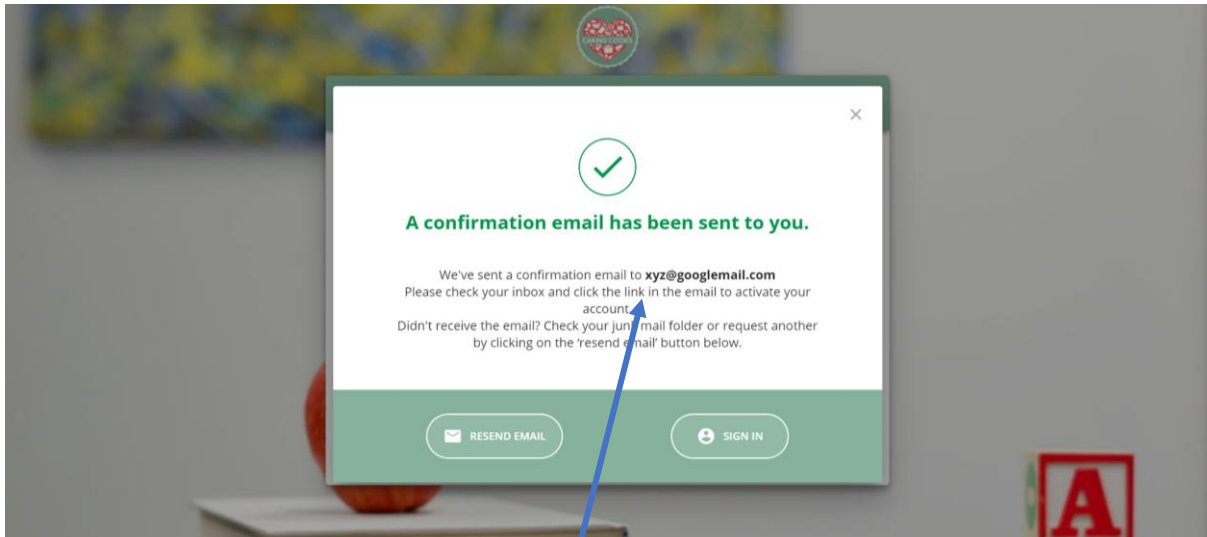 CARING COOKS
×
A confirmation email has been sent to you.
We've sent a confirmation email to xyz@googlemail.com
Please check your inbox and click the link in the email to activate your
account.
Didn't receive the email? Check your junk mail folder or request another
by clicking on the 'resend email' button below.
RESEND EMAIL
SIGN IN
A